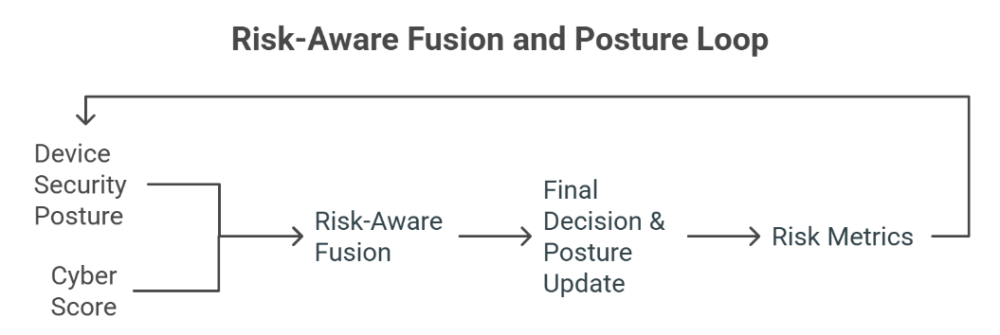 Risk-Aware Fusion and Posture Loop
Device
Security
Posture
Cyber
Score
Risk-Aware
Fusion
Final
Decision &
Posture
Update
Risk Metrics